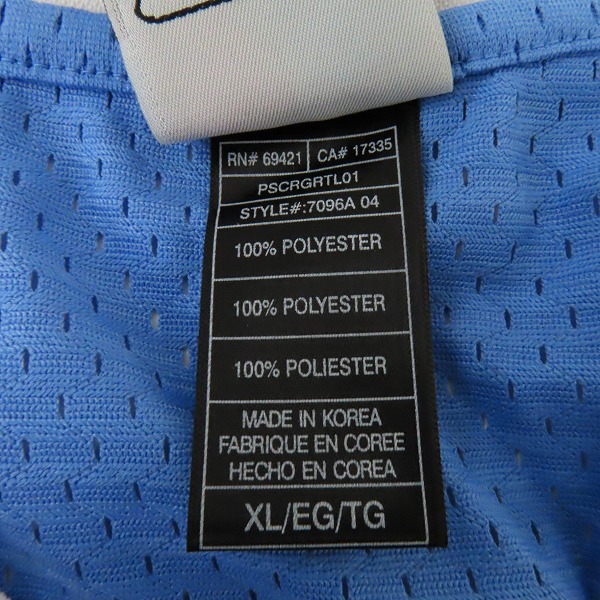 RN# 69421 CA# 17335
PSCRGRTL01
STYLE#:7096A 04
100% POLYESTER
100% POLYESTER
100% POLIESTER
MADE IN KOREA
FABRIQUE EN COREE
HECHO EN COREA
XL/EG/TG